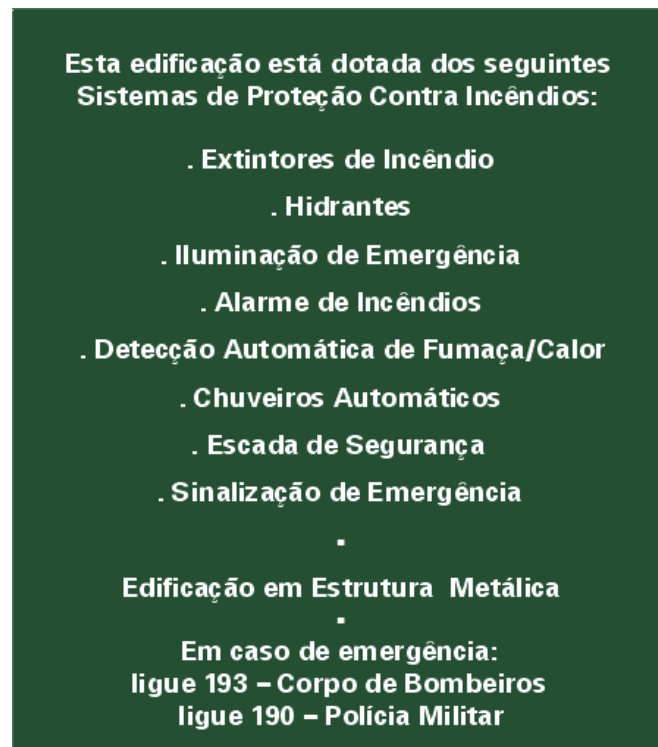 Esta edificação está dotada dos seguintes
Sistemas de Proteção Contra Incêndios:
. Extintores de Incêndio
. Hidrantes
. Iluminação de Emergência
. Alarme de Incêndios
. Detecção Automática de Fumaça/Calor
. Chuveiros Automáticos
. Escada de Segurança
. Sinalização de Emergência
.
Edificação em Estrutura Metálica
.
Em caso de emergência:
ligue 193 – Corpo de Bombeiros
ligue 190 – Polícia Militar